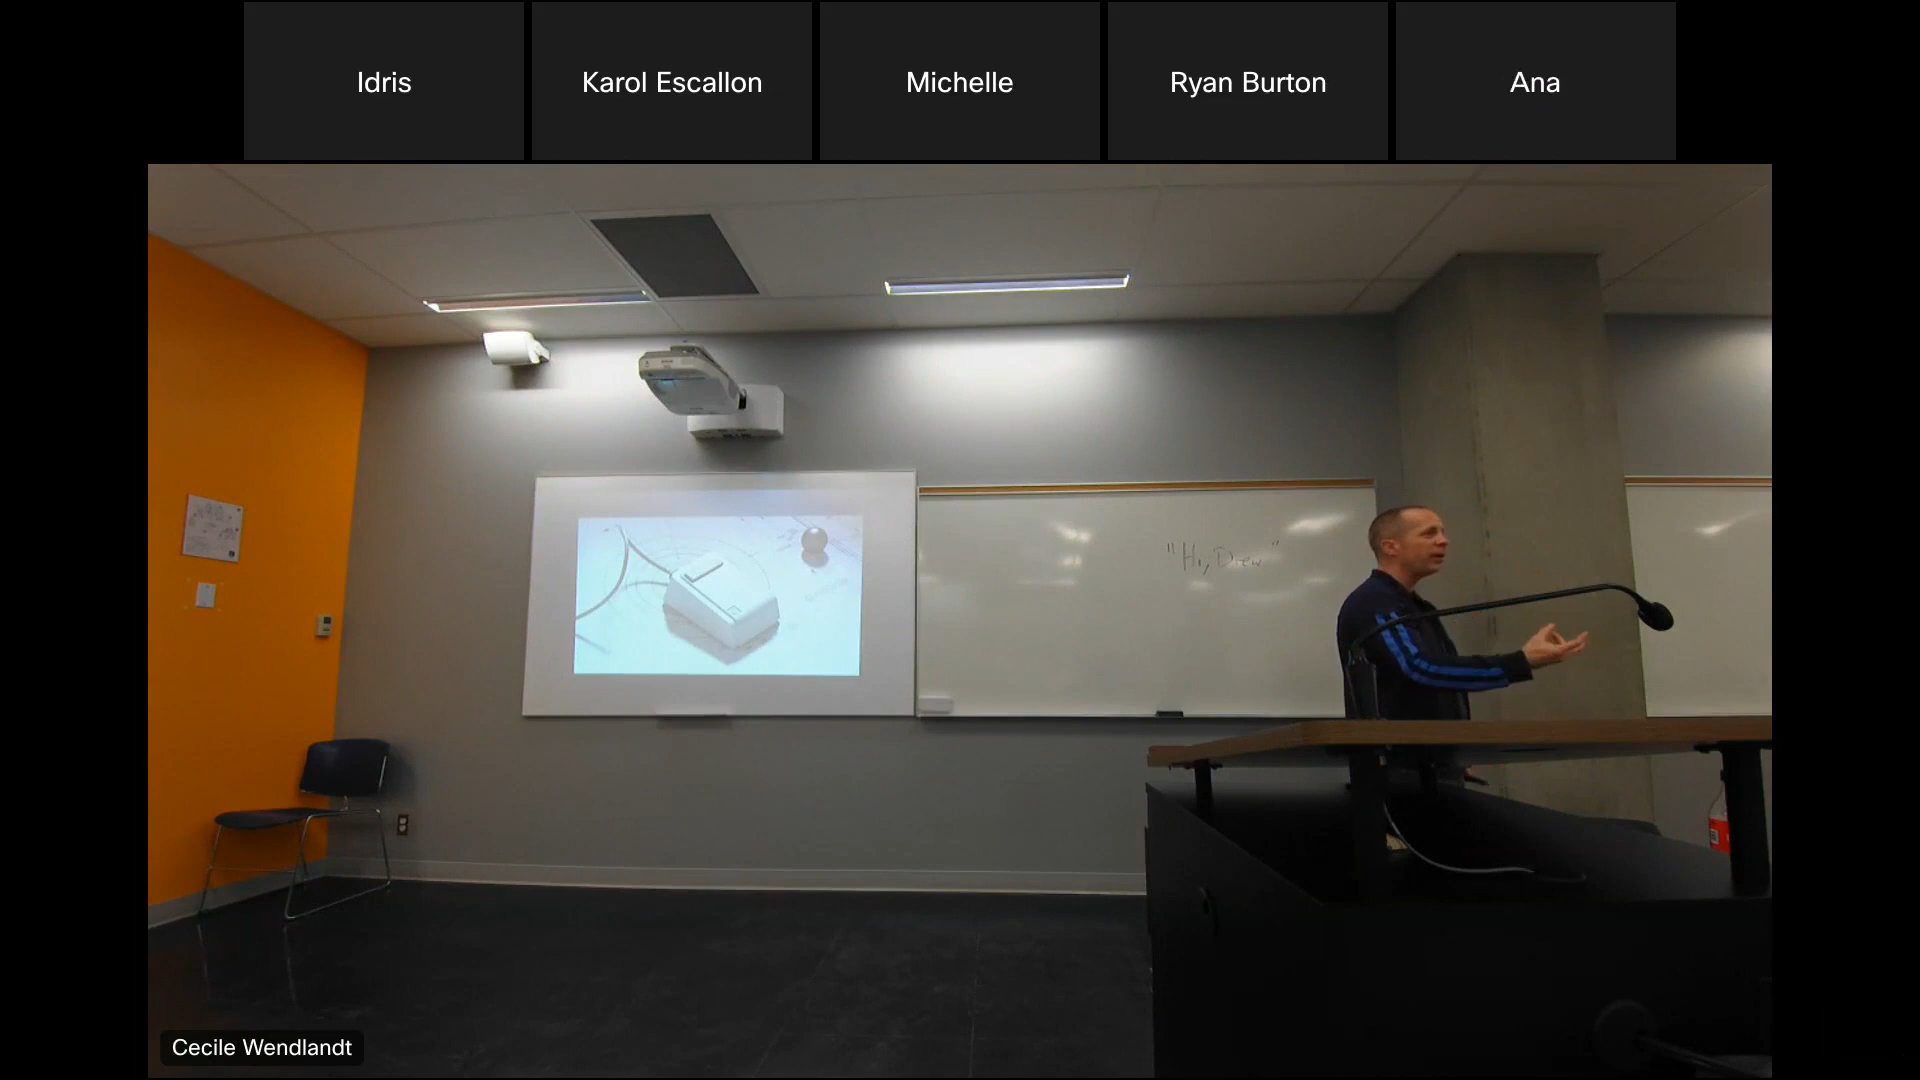 Idris
Karol Escallon
Michelle
Ryan Burton
Ana
"Hi, Drew"
Cecile Wendlandt